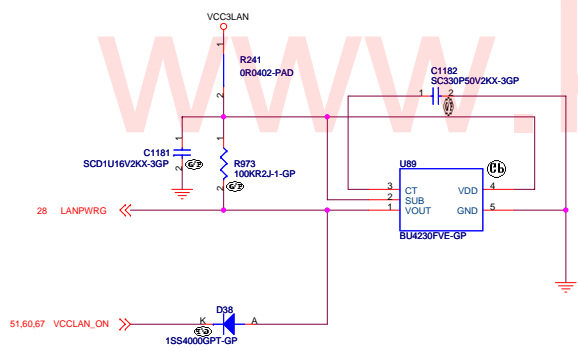 VCC3LAN
1
R241
0R0402-PAD
2
C1182
SC330P50V2KX-3GP
1 2
1
C1181
SCD1U16V2KX-3GP
2
1
R973
100KR2J-1-GP
2
U89
3 CT VDD 4
2 SUB
1 VOUT GND 5
BU4230FVE-GP
28 LANPWRG
51,60,67 VCCLAN_ON
D38
K A
1SS4000GPT-GP
www.